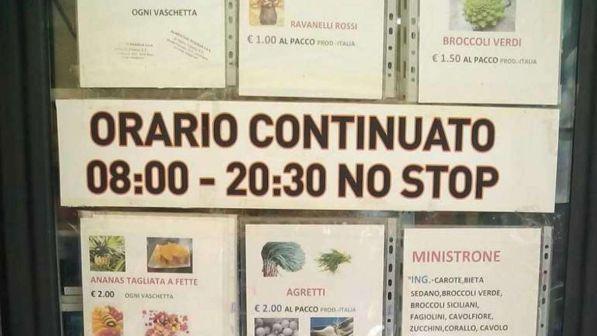 OGNI VASCHETTA
RAVANELLI ROSSI
€ 1.00 AL PACCO PROD.-ITALIA
BROCCOLI VERDI
€ 1.50 AL PACCO PROD.-ITALIA
ORARIO CONTINUATO
08:00 - 20:30 NO STOP
ANANAS TAGLIATA A FETTE
€ 2.00 OGNI VASCHETTA
AGRETTI
€ 2.00 AL PACCO PROD.-ITALIA
MINISTRONE
ING.-CAROTE,BIETA
SEDANO,BROCCOLI VERDE,
BROCCOLI SICILIANI,
FAGIOLINI, CAVOLFIORE,
ZUCCHINI,CORALLO, CAVOLO